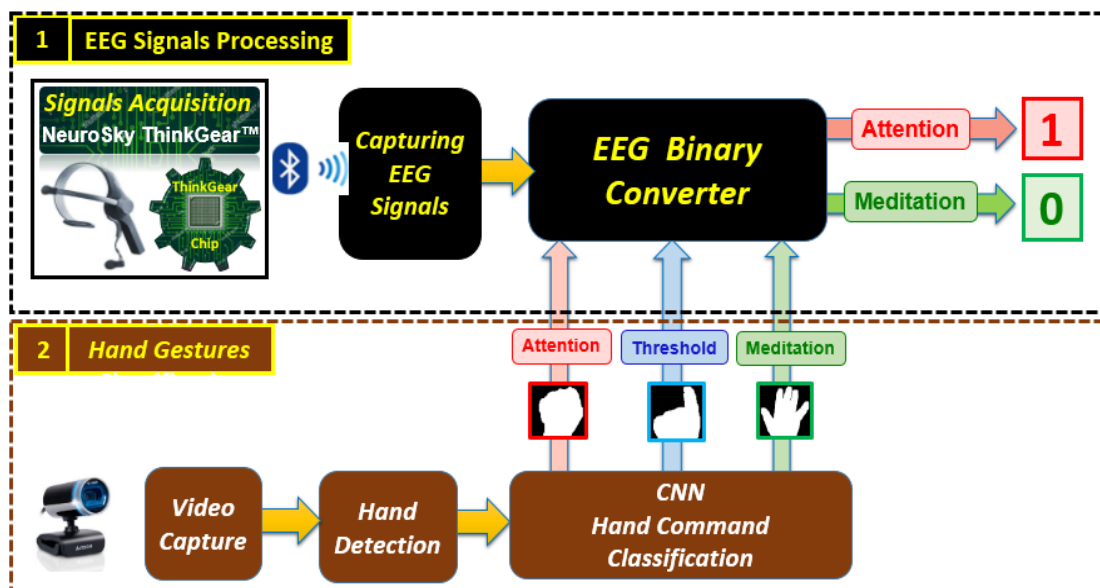 1 EEG Signals Processing
Signals Acquisition
NeuroSky ThinkGear™
ThinkGear
Chip
Capturing
EEG
Signals
EEG Binary
Converter
Attention
1
Meditation
0
2 Hand Gestures
Attention
Threshold
Meditation
Video
Capture
Hand
Detection
CNN
Hand Command
Classification